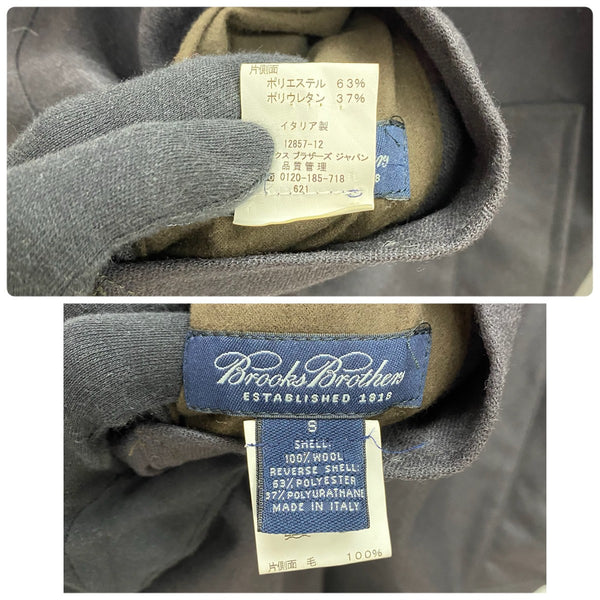 片側面
ポリエステル 63%
ポリウレタン 37%
イタリア製
12857-12
クス ブラザーズ ジャパン
品質管理
0120-185-718
621
Brooks Brothers
ESTABLISHED 1818
S
SHELL:
100% WOOL
REVERSE SHELL:
63% POLYESTER
37% POLYURATHANE
MADE IN ITALY
片側面 毛 100%